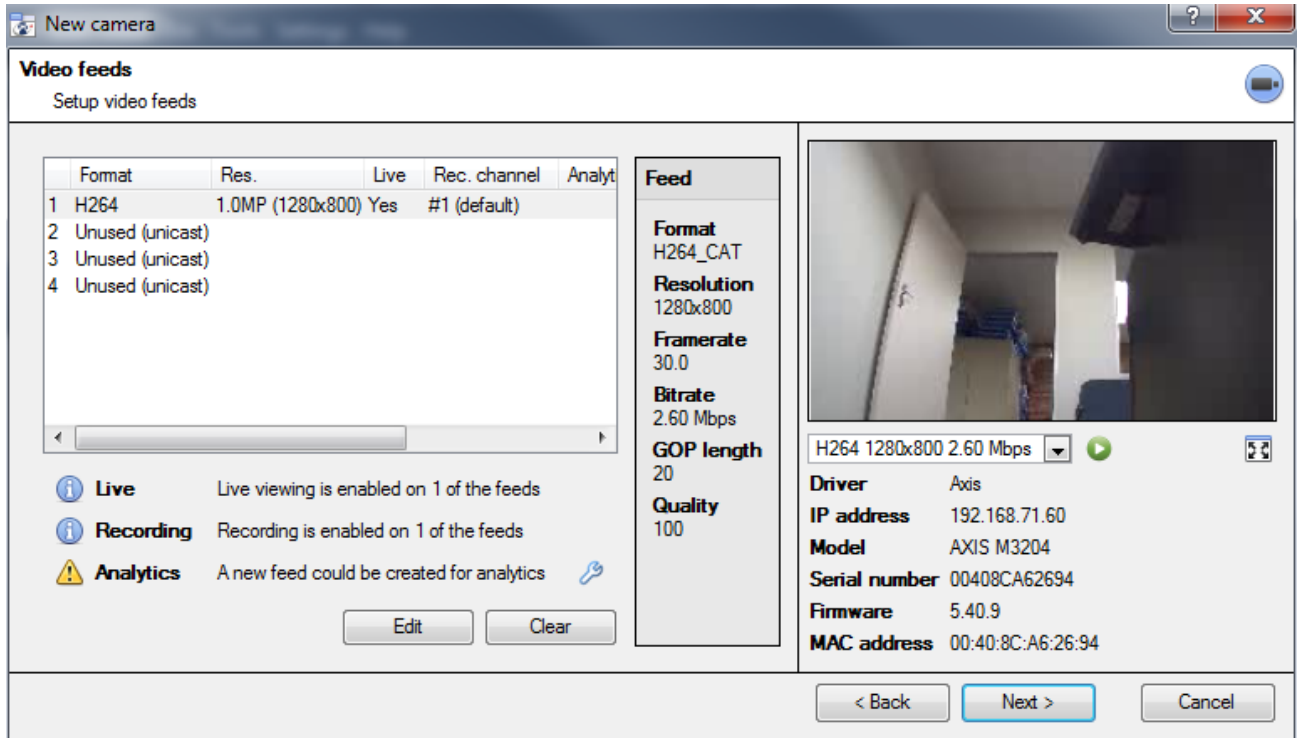 New camera
?
X
Video feeds
Setup video feeds
Format Res. Live Rec. channel Analyt
1 H264 1.0MP (1280x800) Yes #1 (default)
2 Unused (unicast)
3 Unused (unicast)
4 Unused (unicast)
Live Live viewing is enabled on 1 of the feeds
Recording Recording is enabled on 1 of the feeds
Analytics A new feed could be created for analytics
Edit Clear
Feed
Format
H264_CAT
Resolution
1280x800
Framerate
30.0
Bitrate
2.60 Mbps
GOP length
20
Quality
100
H264 1280x800 2.60 Mbps
Driver Axis
IP address 192.168.71.60
Model AXIS M3204
Serial number 00408CA62694
Firmware 5.40.9
MAC address 00:40:8C:A6:26:94
< Back Next > Cancel